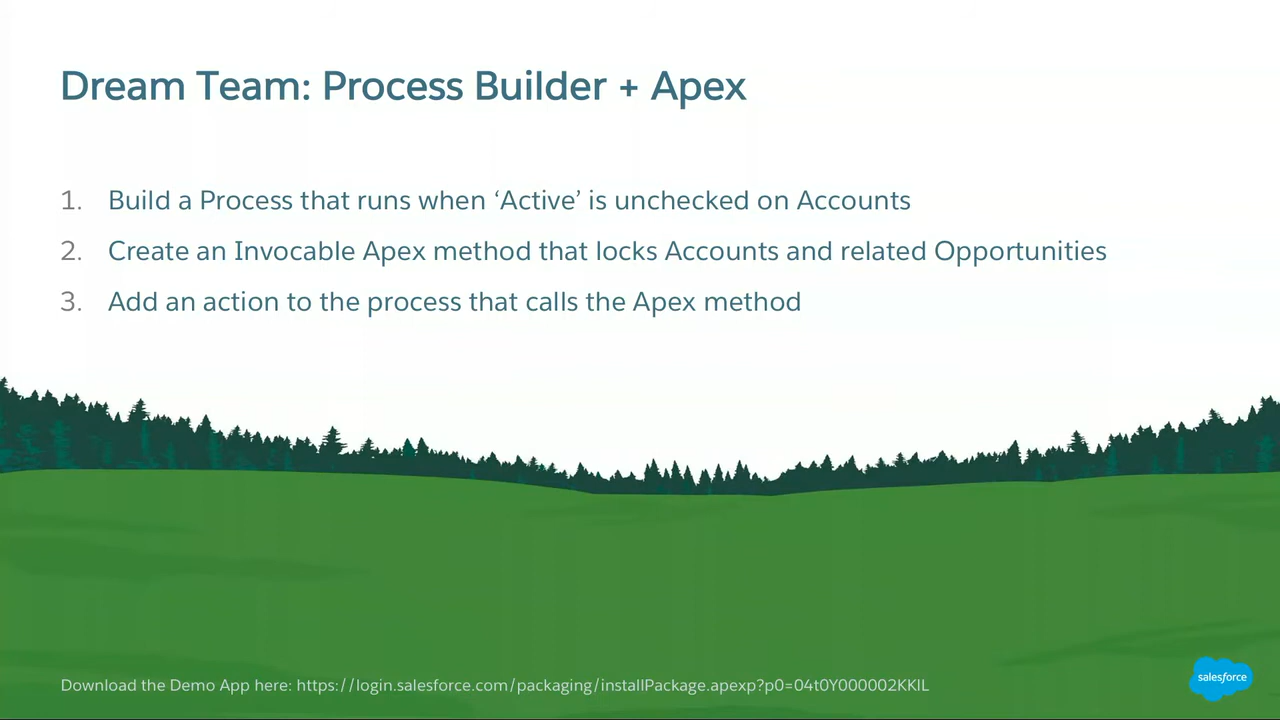 Dream Team: Process Builder + Apex
1. Build a Process that runs when ‘Active’ is unchecked on Accounts
2. Create an Invocable Apex method that locks Accounts and related Opportunities
3. Add an action to the process that calls the Apex method
Download the Demo App here: https://login.salesforce.com/packaging/installPackage.apexp?p0=04t0Y000002KKlL
salesforce